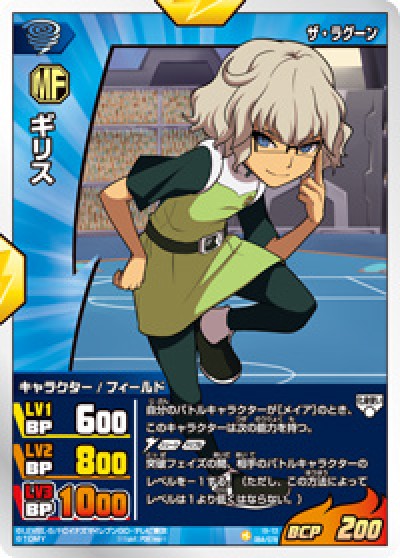 ザ・ラグーン
MF
ギリス
キャラクター / フィールド
LV1 BP 600
LV2 BP 800
LV3 BP 1000
自分のバトルキャラクターが[メイア]のとき、
このキャラクターは次の能力を持つ。
突破フェイズの間、相手のバトルキャラクターの
レベルを－1する（ただし、この方法によって
レベルは1より低くはならない。）
BCP 200
©TOMY